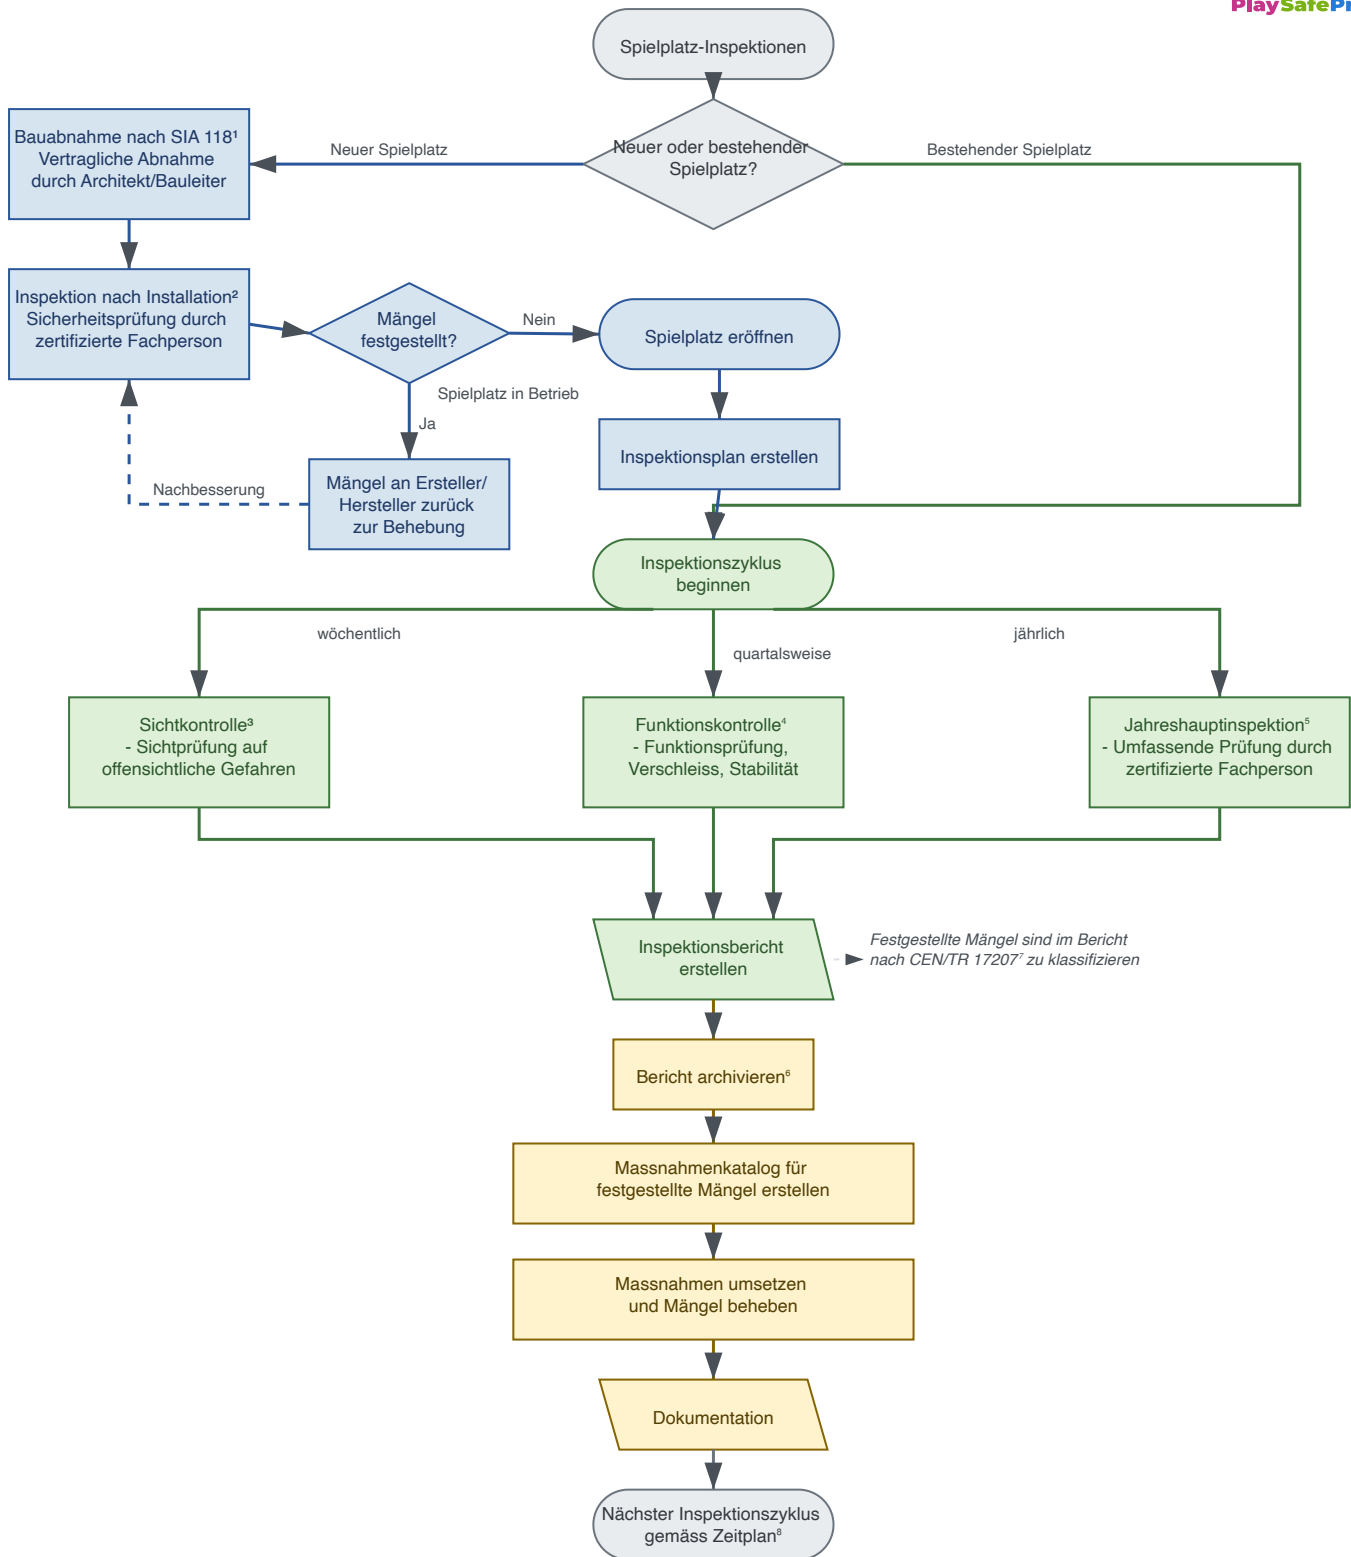 PlaySafePr
Spielplatz-Inspektionen
Neuer oder bestehender
Spielplatz?
Neuer Spielplatz
Bestehender Spielplatz
Bauabnahme nach SIA 118¹
Vertragliche Abnahme
durch Architekt/Bauleiter
Inspektion nach Installation²
Sicherheitsprüfung durch
zertifizierte Fachperson
Mängel
festgestellt?
Nein
Spielplatz eröffnen
Spielplatz in Betrieb
Ja
Inspektionsplan erstellen
Nachbesserung
Mängel an Ersteller/
Hersteller zurück
zur Behebung
Inspektionszyklus
beginnen
wöchentlich
quartalsweise
jährlich
Sichtkontrolle³
- Sichtprüfung auf
offensichtliche Gefahren
Funktionskontrolle⁴
- Funktionsprüfung,
Verschleiss, Stabilität
Jahreshauptinspektion⁵
- Umfassende Prüfung durch
zertifizierte Fachperson
Inspektionsbericht
erstellen
Festgestellte Mängel sind im Bericht
nach CEN/TR 17207⁷ zu klassifizieren
Bericht archivieren⁶
Massnahmenkatalog für
festgestellte Mängel erstellen
Massnahmen umsetzen
und Mängel beheben
Dokumentation
Nächster Inspektionszyklus
gemäss Zeitplan⁸